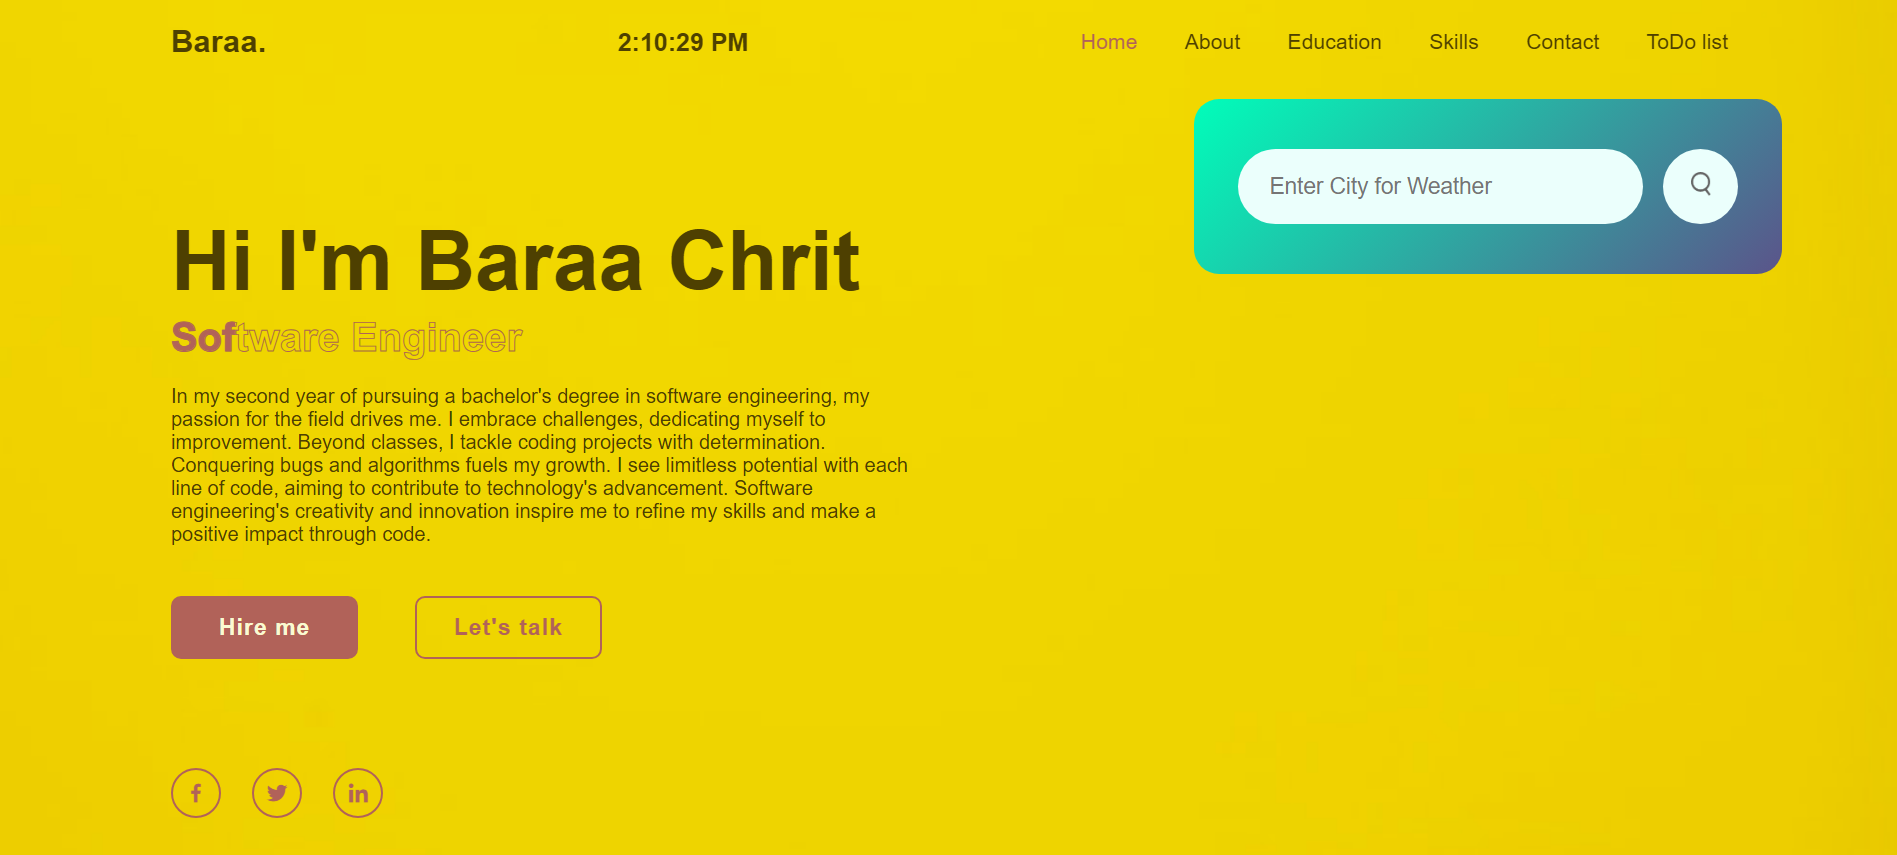 Baraa.
2:10:29 PM
Home About Education Skills Contact ToDo list
Enter City for Weather
Hi I'm Baraa Chrit
Software Engineer
In my second year of pursuing a bachelor's degree in software engineering, my
passion for the field drives me. I embrace challenges, dedicating myself to
improvement. Beyond classes, I tackle coding projects with determination.
Conquering bugs and algorithms fuels my growth. I see limitless potential with each
line of code, aiming to contribute to technology's advancement. Software
engineering's creativity and innovation inspire me to refine my skills and make a
positive impact through code.
Hire me
Let's talk